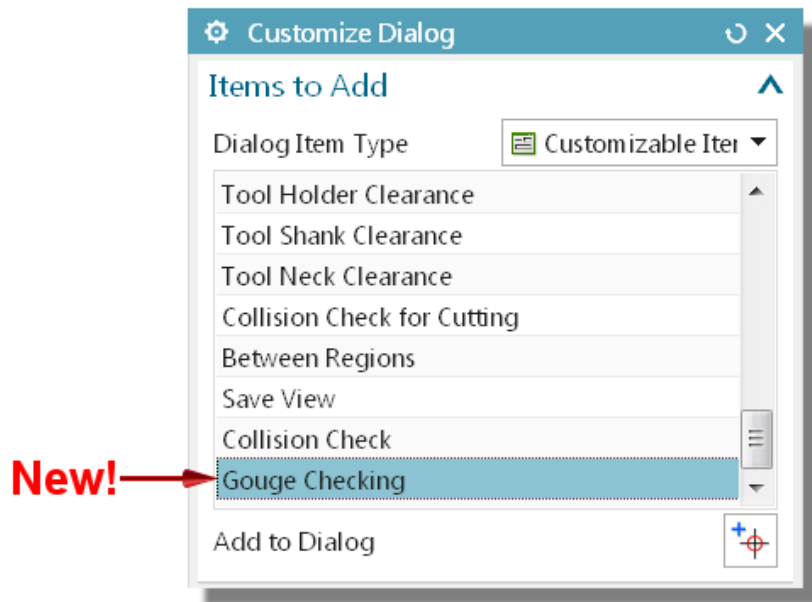 Customize Dialog
Items to Add
Dialog Item Type Customizable Iter
Tool Holder Clearance
Tool Shank Clearance
Tool Neck Clearance
Collision Check for Cutting
Between Regions
Save View
Collision Check
New! Gouge Checking
Add to Dialog